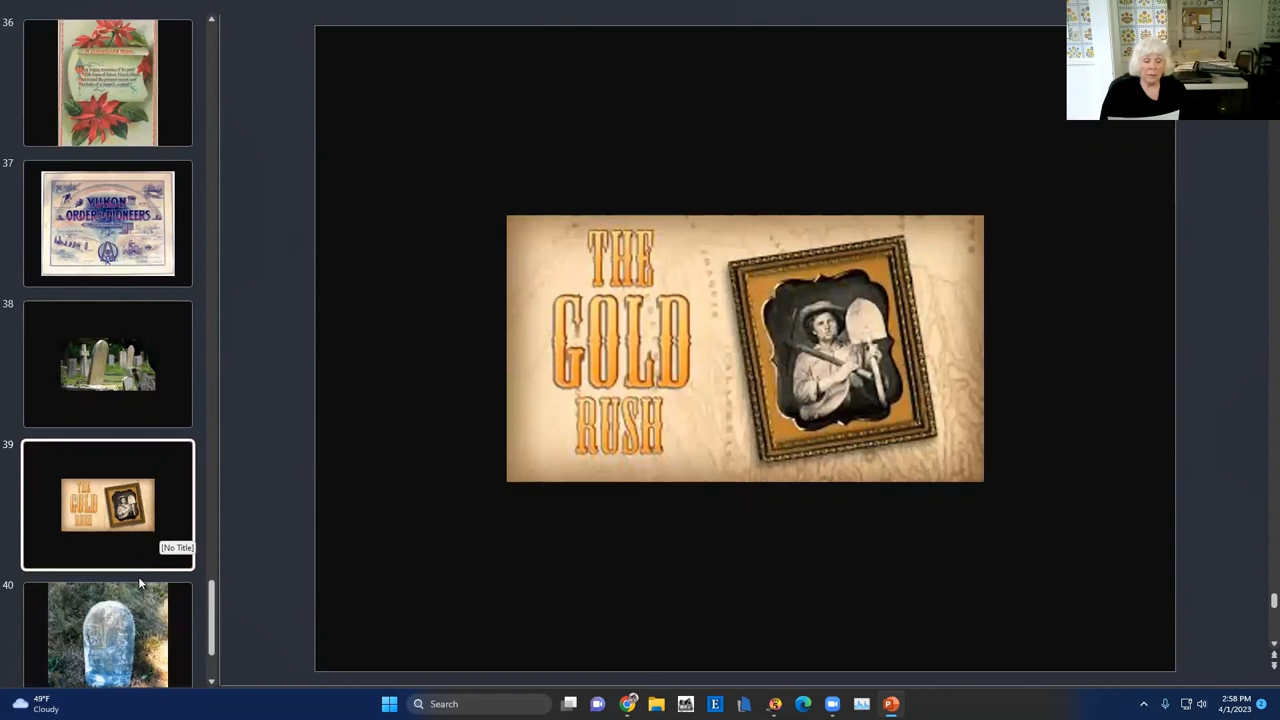 36
37
YUKON
ORDER OF PIONEERS
38
39
THE
GOLD
RUSH
[No Title]
40
THE
GOLD
RUSH
49°F
Cloudy
Search
2:58 PM
4/1/2023